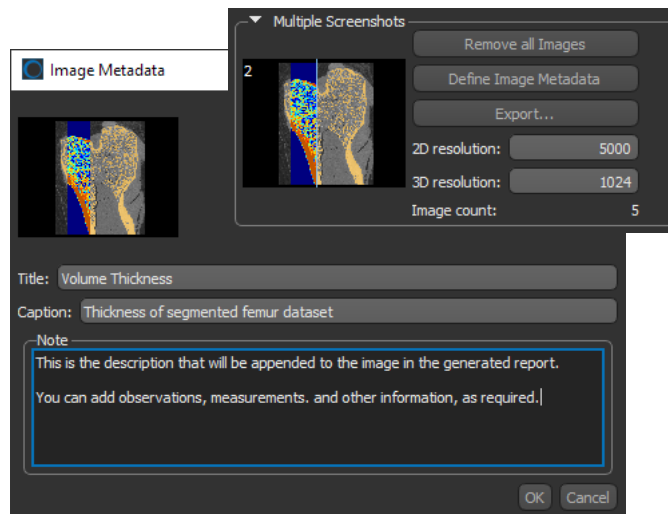 Multiple Screenshots
2
Remove all Images
Define Image Metadata
Export...
2D resolution: 5000
3D resolution: 1024
Image count: 5
Image Metadata
Title: Volume Thickness
Caption: Thickness of segmented femur dataset
Note
This is the description that will be appended to the image in the generated report.
You can add observations, measurements. and other information, as required.
OK Cancel